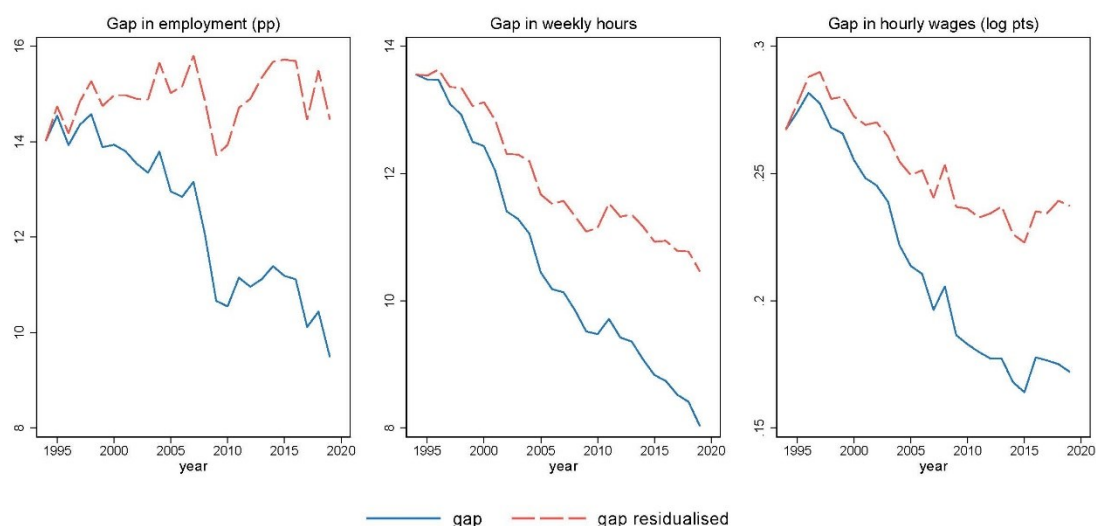 Gap in employment (pp)
16
14
12
10
8
1995 2000 2005 2010 2015 2020
year
Gap in weekly hours
14
12
10
8
1995 2000 2005 2010 2015 2020
year
Gap in hourly wages (log pts)
.3
.25
.2
.15
1995 2000 2005 2010 2015 2020
year
gap gap residualised